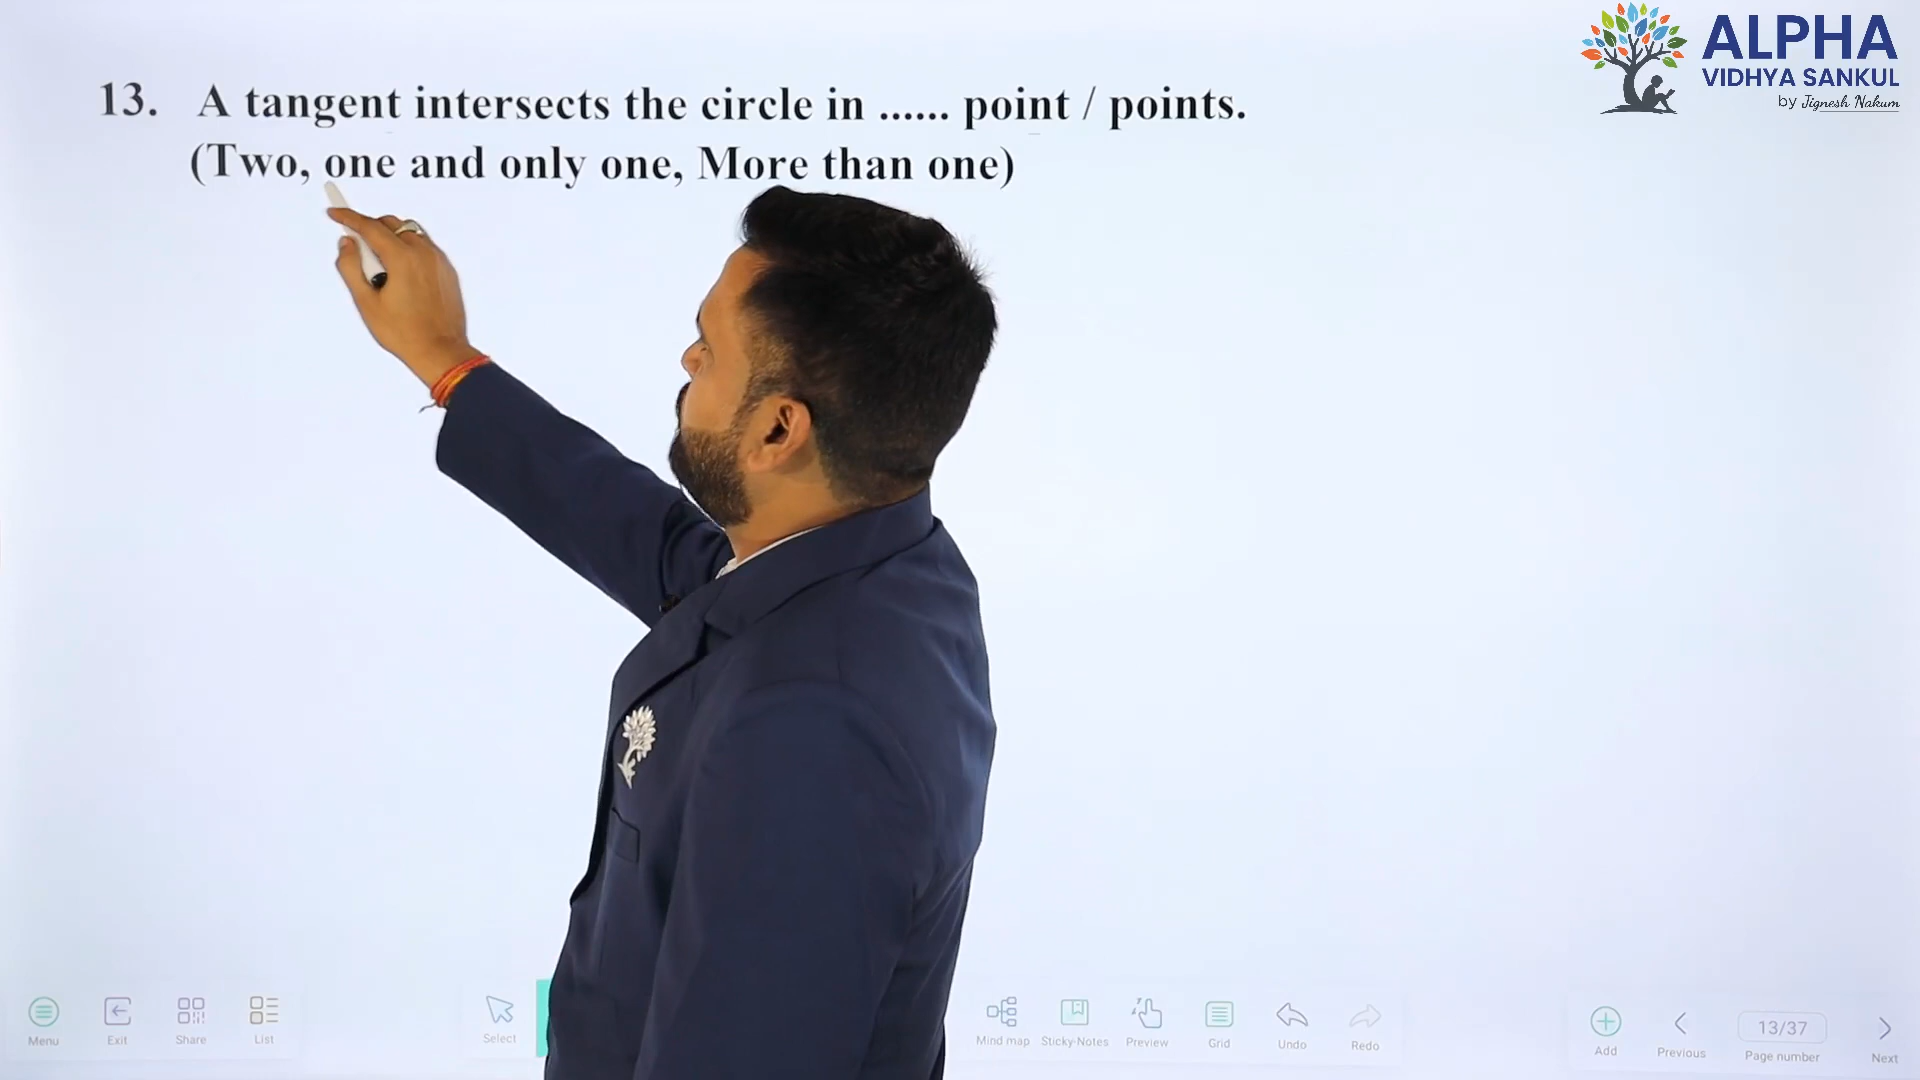 ALPHA
VIDHYA SANKUL
by Jignesh Nakum
13. A tangent intersects the circle in ...... point / points.
(Two, one and only one, More than one)
Menu
Exit
Share
List
Select
Mind map
Sticky-Notes
Preview
Grid
Undo
Redo
Add
Previous
13/37
Page number
Next